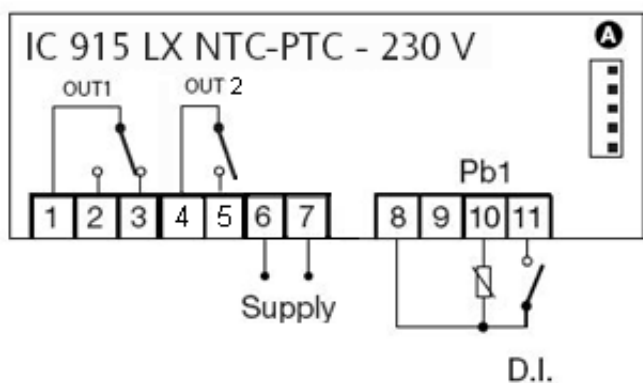 IC 915 LX NTC-PTC - 230 V
A
OUT1 OUT 2
Pb1
1 2 3 4 5 6 7 8 9 10 11
Supply
D.I.